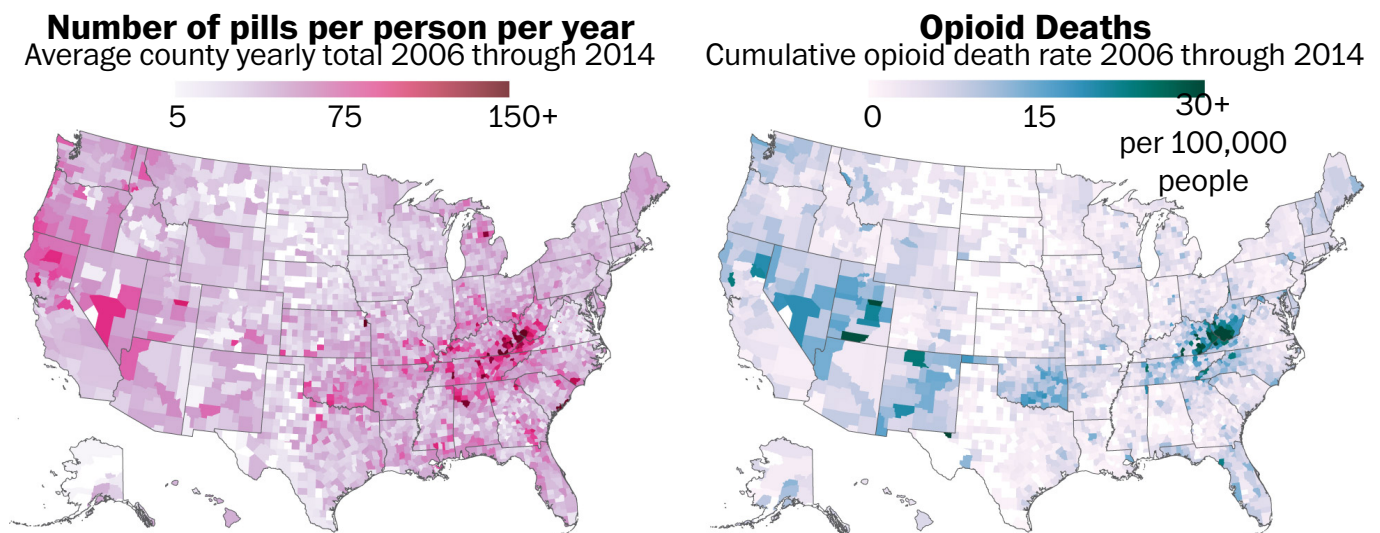 Number of pills per person per year
Average county yearly total 2006 through 2014
5 75 150+
Opioid Deaths
Cumulative opioid death rate 2006 through 2014
0 15 30+
per 100,000
people